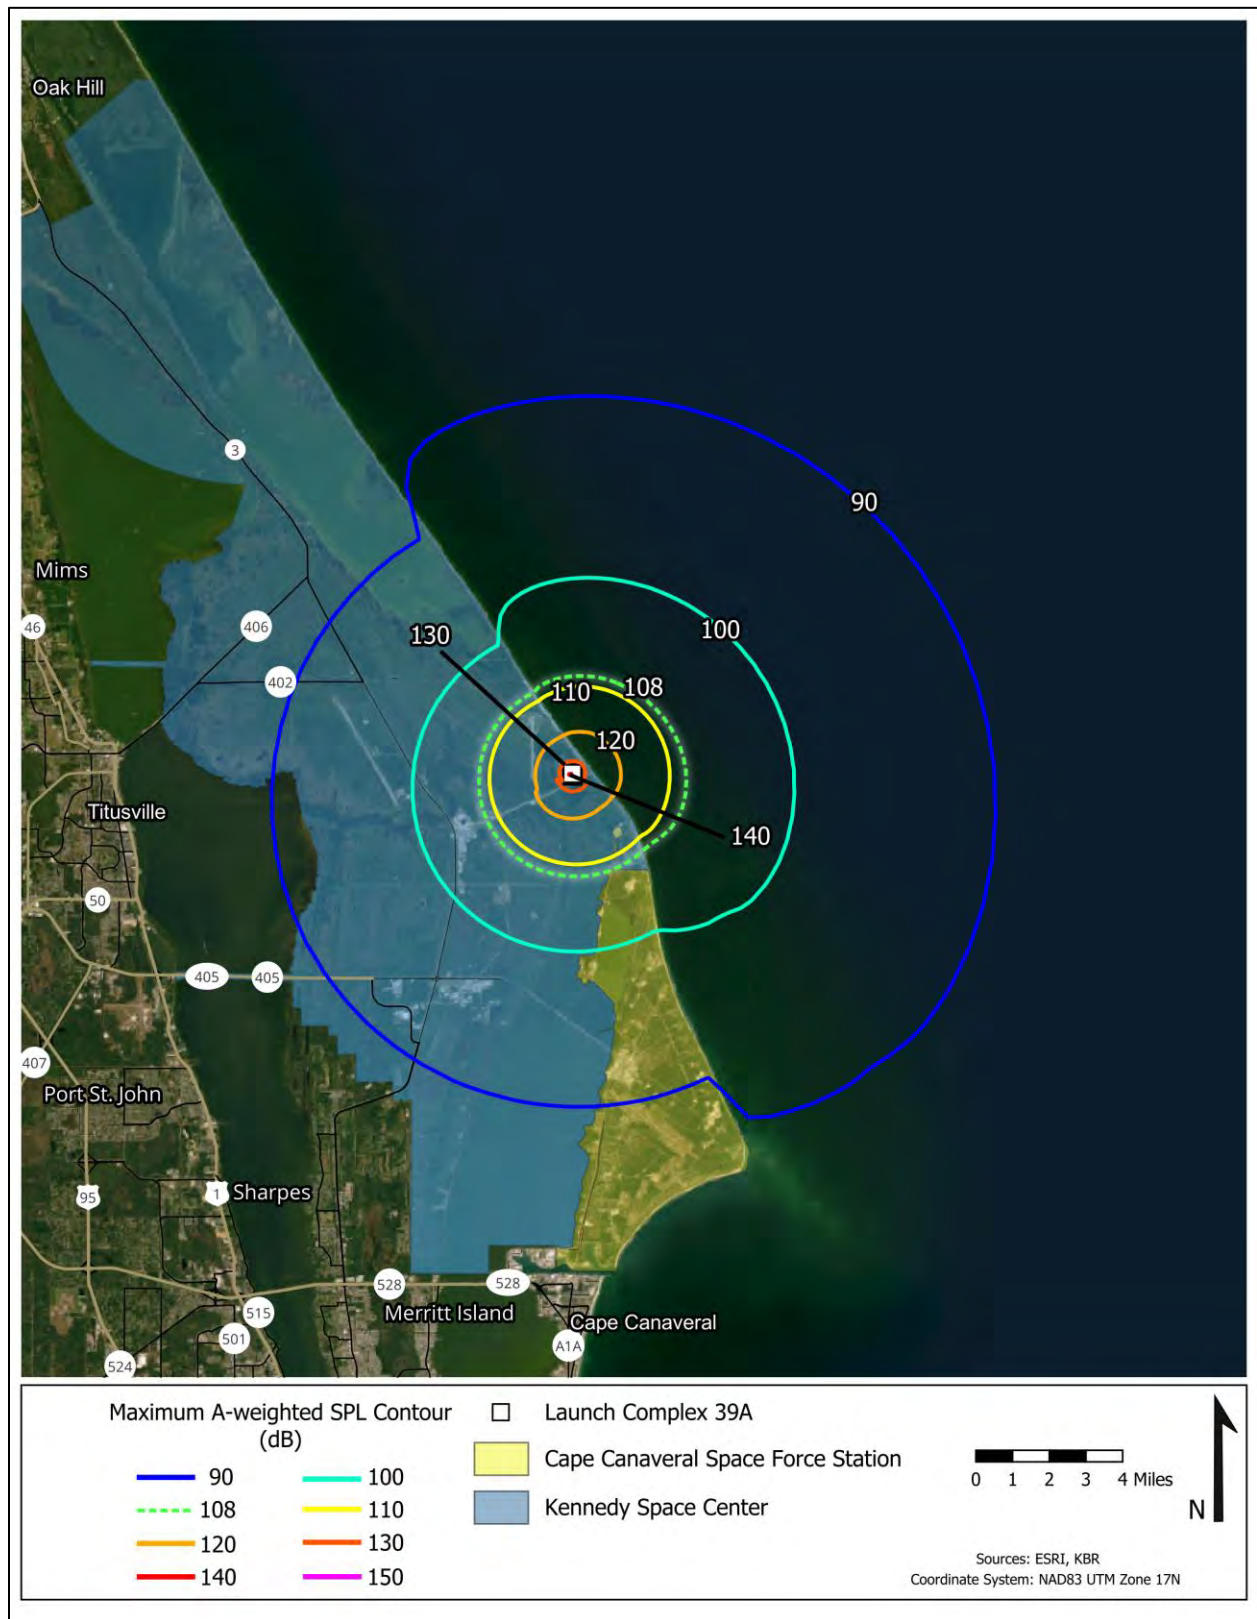 Oak Hill
3
90
Mims
46
406
130
100
402
110
108
120
Titusville
140
50
405
405
407
Port St. John
95
1
Sharpes
528
528
515
Merritt Island
Cape Canaveral
501
A1A
524
Maximum A-weighted SPL Contour
(dB)
90
100
108
110
120
130
140
150
Launch Complex 39A
Cape Canaveral Space Force Station
Kennedy Space Center
0 1 2 3 4 Miles
N
Sources: ESRI, KBR
Coordinate System: NAD83 UTM Zone 17N